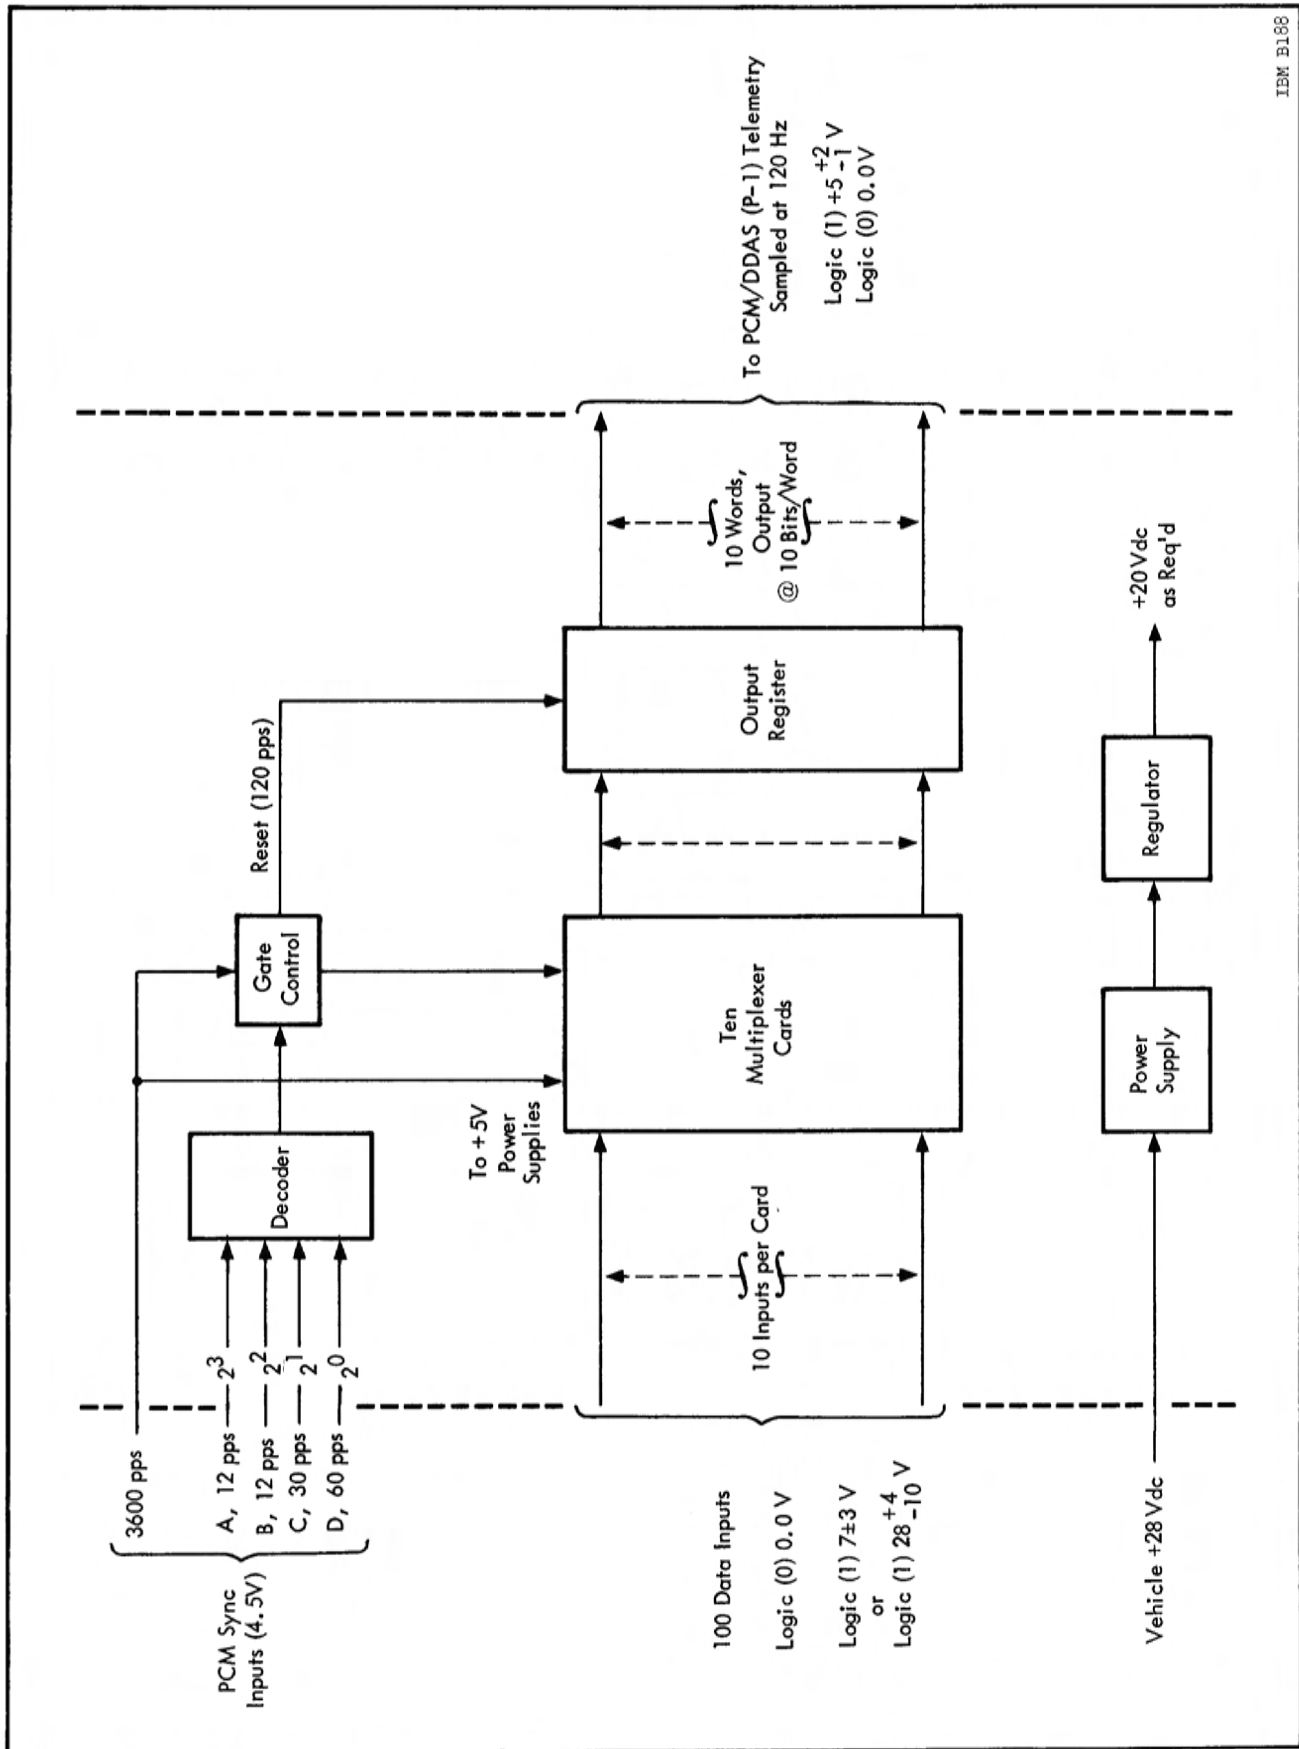 3600 pps
PCM Sync
Inputs (4.5V)
A, 12 pps 2³
B, 12 pps 2²
C, 30 pps 2¹
D, 60 pps 2⁰
Decoder
Gate
Control
Reset (120 pps)
To +5V
Power
Supplies
100 Data Inputs
Logic (0) 0.0 V
Logic (1) 7±3 V
or
Logic (1) 28 +4 -10 V
10 Inputs per Card
Ten
Multiplexer
Cards
Output
Register
10 Words,
Output
@ 10 Bits/Word
To PCM/DDAS (P-1) Telemetry
Sampled at 120 Hz
Logic (1) +5 +2 -1 V
Logic (0) 0.0V
Vehicle +28 Vdc
Power
Supply
Regulator
+20 Vdc
as Req'd
IBM B188